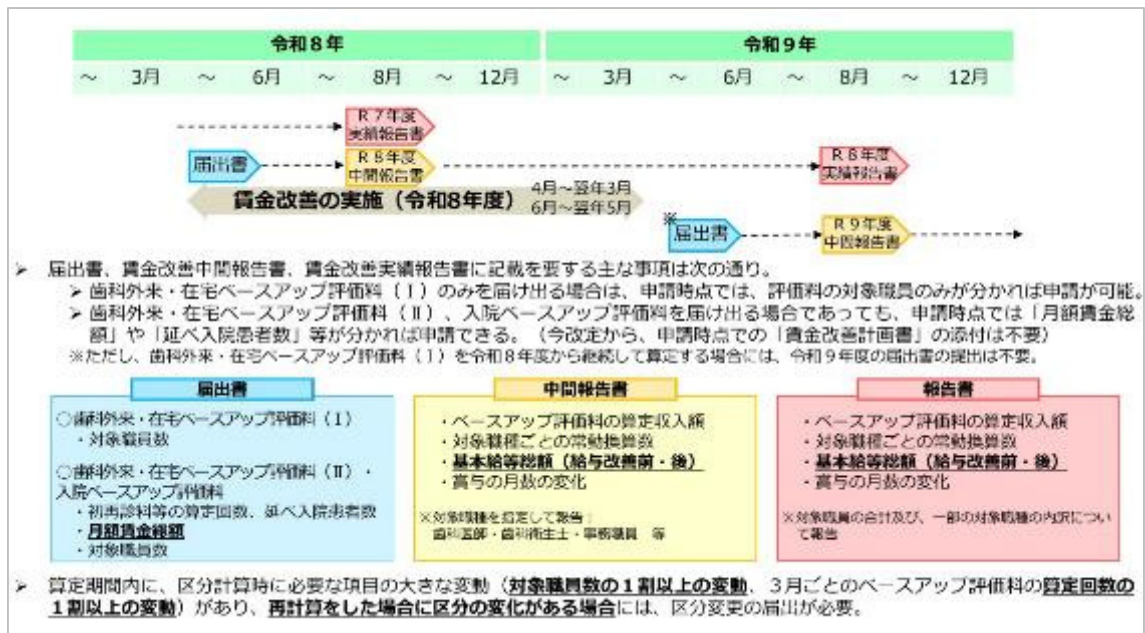 令和8年 令和9年
～ 3月 ～ 6月 ～ 8月 ～ 12月 ～ 3月 ～ 6月 ～ 8月 ～ 12月
R7年度
実績報告書
届出書
R8年度
中間報告書
R8年度
実績報告書
賃金改善の実施（令和8年度）
4月～翌年3月
6月～翌年5月
※
届出書
R9年度
中間報告書
➢ 届出書、賃金改善中間報告書、賃金改善実績報告書に記載を要する主な事項は次の通り。
➢ 歯科外来・在宅ベースアップ評価料（Ⅰ）のみを届け出る場合は、申請時点では、評価料の対象職員のみが分かれば申請が可能。
➢ 歯科外来・在宅ベースアップ評価料（Ⅱ）、入院ベースアップ評価料を届け出る場合であっても、申請時点では「月額賃金総
額」や「延べ入院患者数」等が分かれば申請できる。（今改定から、申請時点での「賃金改善計画書」の添付は不要）
※ただし、歯科外来・在宅ベースアップ評価料（Ⅰ）を令和8年度から継続して算定する場合には、令和9年度の届出書の提出は不要。
届出書
○歯科外来・在宅ベースアップ評価料（Ⅰ）
・対象職員数
○歯科外来・在宅ベースアップ評価料（Ⅱ）・
入院ベースアップ評価料
・初再診料等の算定回数、延べ入院患者数
・月額賃金総額
・対象職員数
中間報告書
・ベースアップ評価料の算定収入額
・対象職種ごとの常勤換算数
・基本給等総額（給与改善前・後）
・賞与の月数の変化
※対象職種を指定して報告：
歯科医師・歯科衛生士・事務職員 等
報告書
・ベースアップ評価料の算定収入額
・対象職種ごとの常勤換算数
・基本給等総額（給与改善前・後）
・賞与の月数の変化
※対象職員の合計及び、一部の対象職種の内訳につい
て報告
➢ 算定期間内に、区分計算時に必要な項目の大きな変動（対象職員数の１割以上の変動、３月ごとのベースアップ評価料の算定回数の
１割以上の変動）があり、再計算をした場合に区分の変化がある場合には、区分変更の届出が必要。